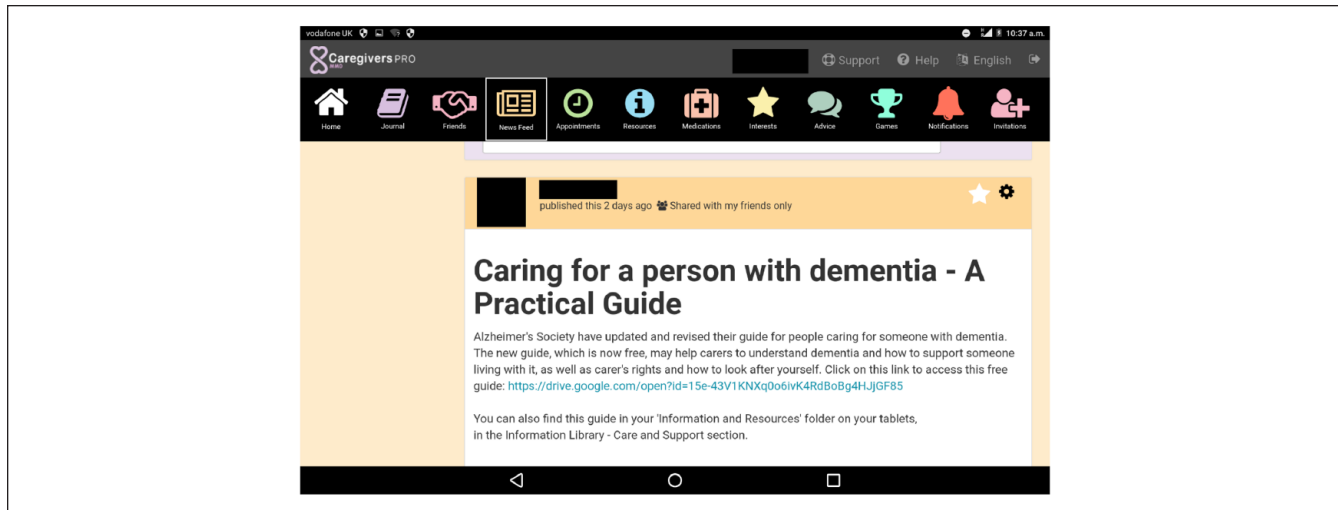 vodafone UK 10:37 a.m.
Caregivers PRO
MMD
Support Help English
Home Journal Friends News Feed Appointments Resources Medications Interests Advice Games Notifications Invitations
published this 2 days ago Shared with my friends only
Caring for a person with dementia - A
Practical Guide
Alzheimer's Society have updated and revised their guide for people caring for someone with dementia.
The new guide, which is now free, may help carers to understand dementia and how to support someone
living with it, as well as carer's rights and how to look after yourself. Click on this link to access this free
guide: https://drive.google.com/open?id=15e-43V1KNXq0o6ivK4RdBoBg4HJjGF85
You can also find this guide in your 'Information and Resources' folder on your tablets,
in the Information Library - Care and Support section.